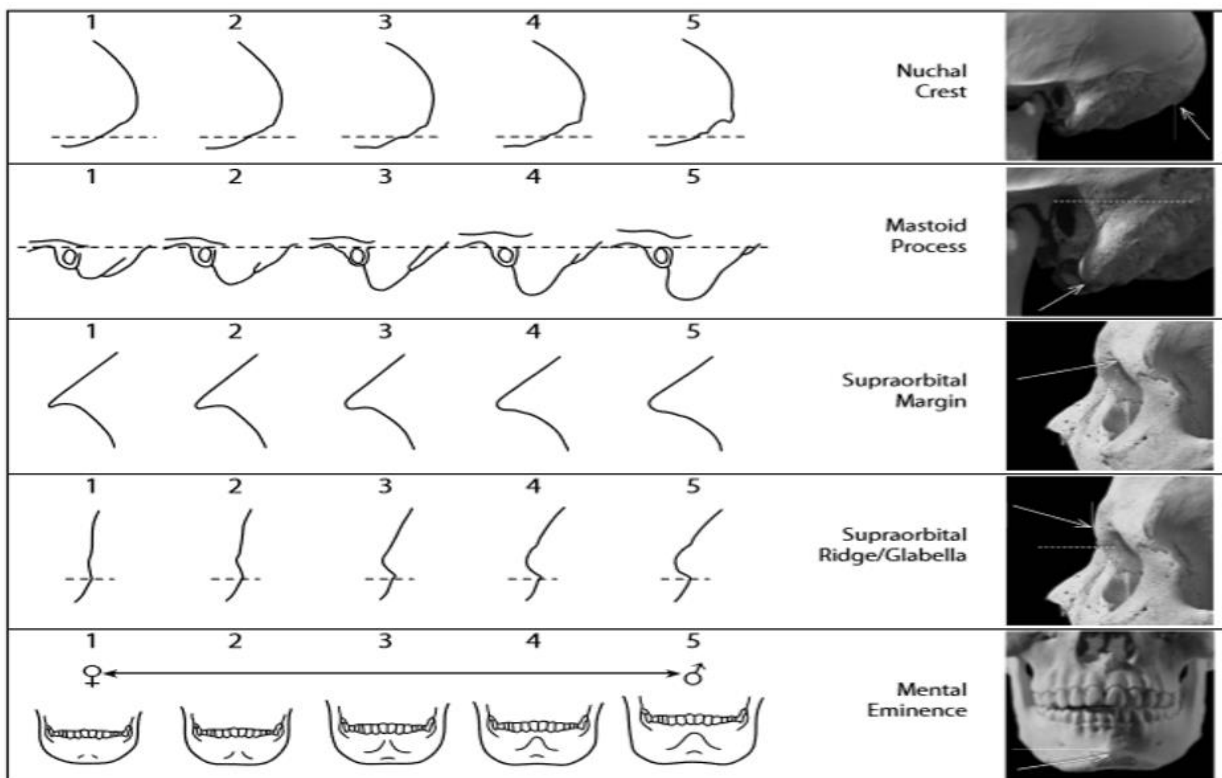 1 2 3 4 5
Nuchal
Crest
1 2 3 4 5
Mastoid
Process
1 2 3 4 5
Supraorbital
Margin
1 2 3 4 5
Supraorbital
Ridge/Glabella
1 2 3 4 5
♀ ♂
Mental
Eminence